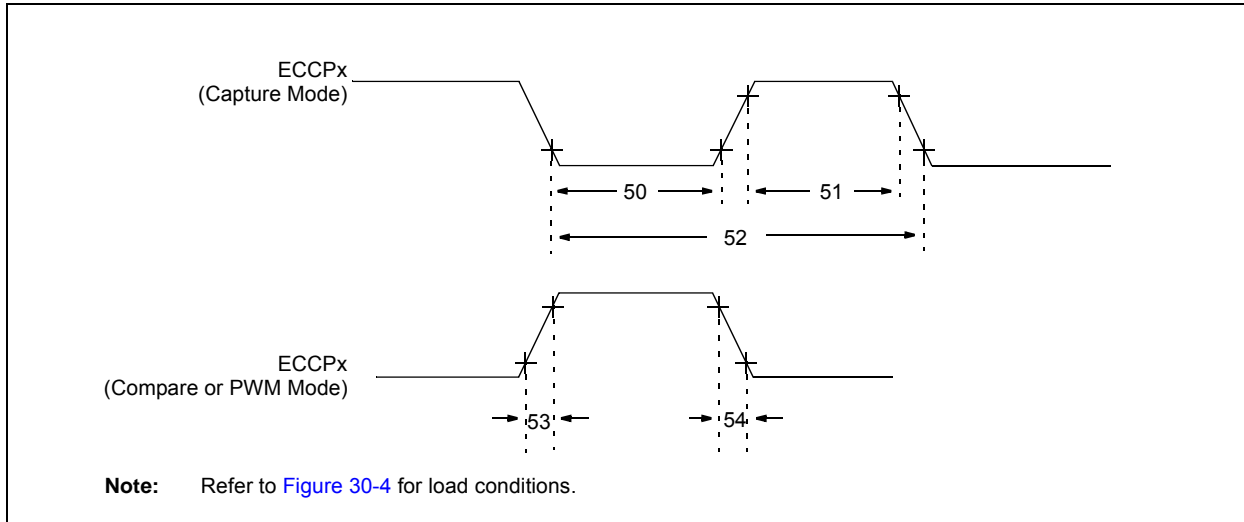 ECCPx
(Capture Mode)
50
51
52
ECCPx
(Compare or PWM Mode)
53
54
Note: Refer to Figure 30-4 for load conditions.